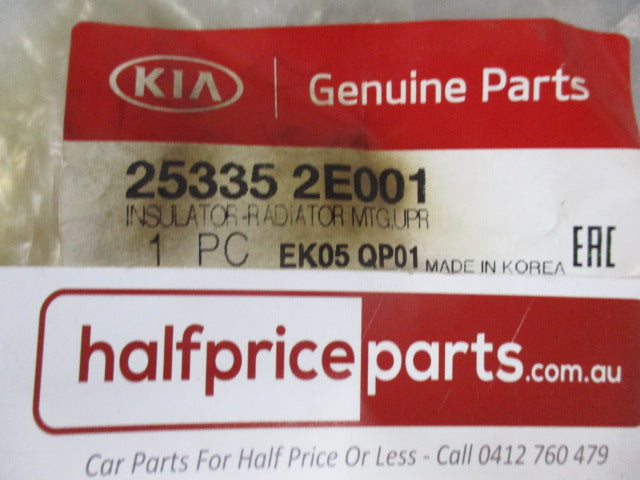 KIA Genuine Parts
25335 2E001
INSULATOR-RADIATOR MTG,UPR
1 PC EK05 QP01 MADE IN KOREA EAC
halfpriceparts.com.au
Car Parts For Half Price Or Less - Call 0412 760 479